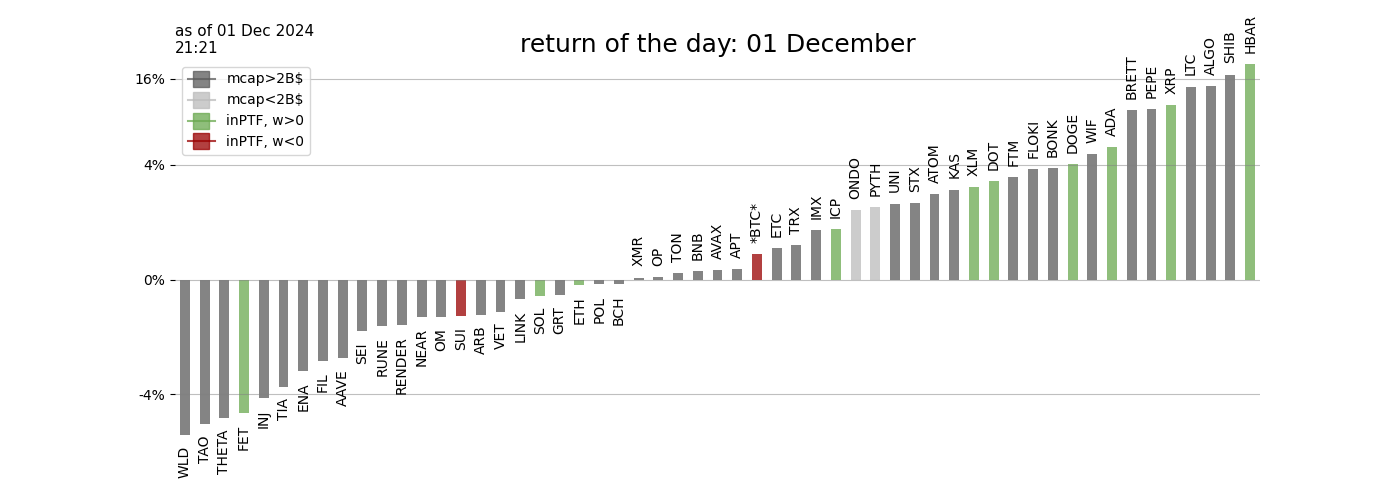 as of 01 Dec 2024
21:21
return of the day: 01 December
mcap>2B$
mcap<2B$
inPTF, w>0
inPTF, w<0
16%
4%
0%
-4%
WLD
TAO
THETA
FET
INJ
TIA
ENA
FIL
AAVE
SEI
RUNE
RENDER
NEAR
OM
SUI
ARB
VET
LINK
SOL
GRT
ETH
POL
BCH
XMR
OP
TON
BNB
AVAX
APT
*BTC*
ETC
TRX
IMX
ICP
ONDO
PYTH
UNI
STX
ATOM
KAS
XLM
DOT
FTM
FLOKI
BONK
DOGE
WIF
ADA
BRETT
PEPE
XRP
LTC
ALGO
SHIB
HBAR